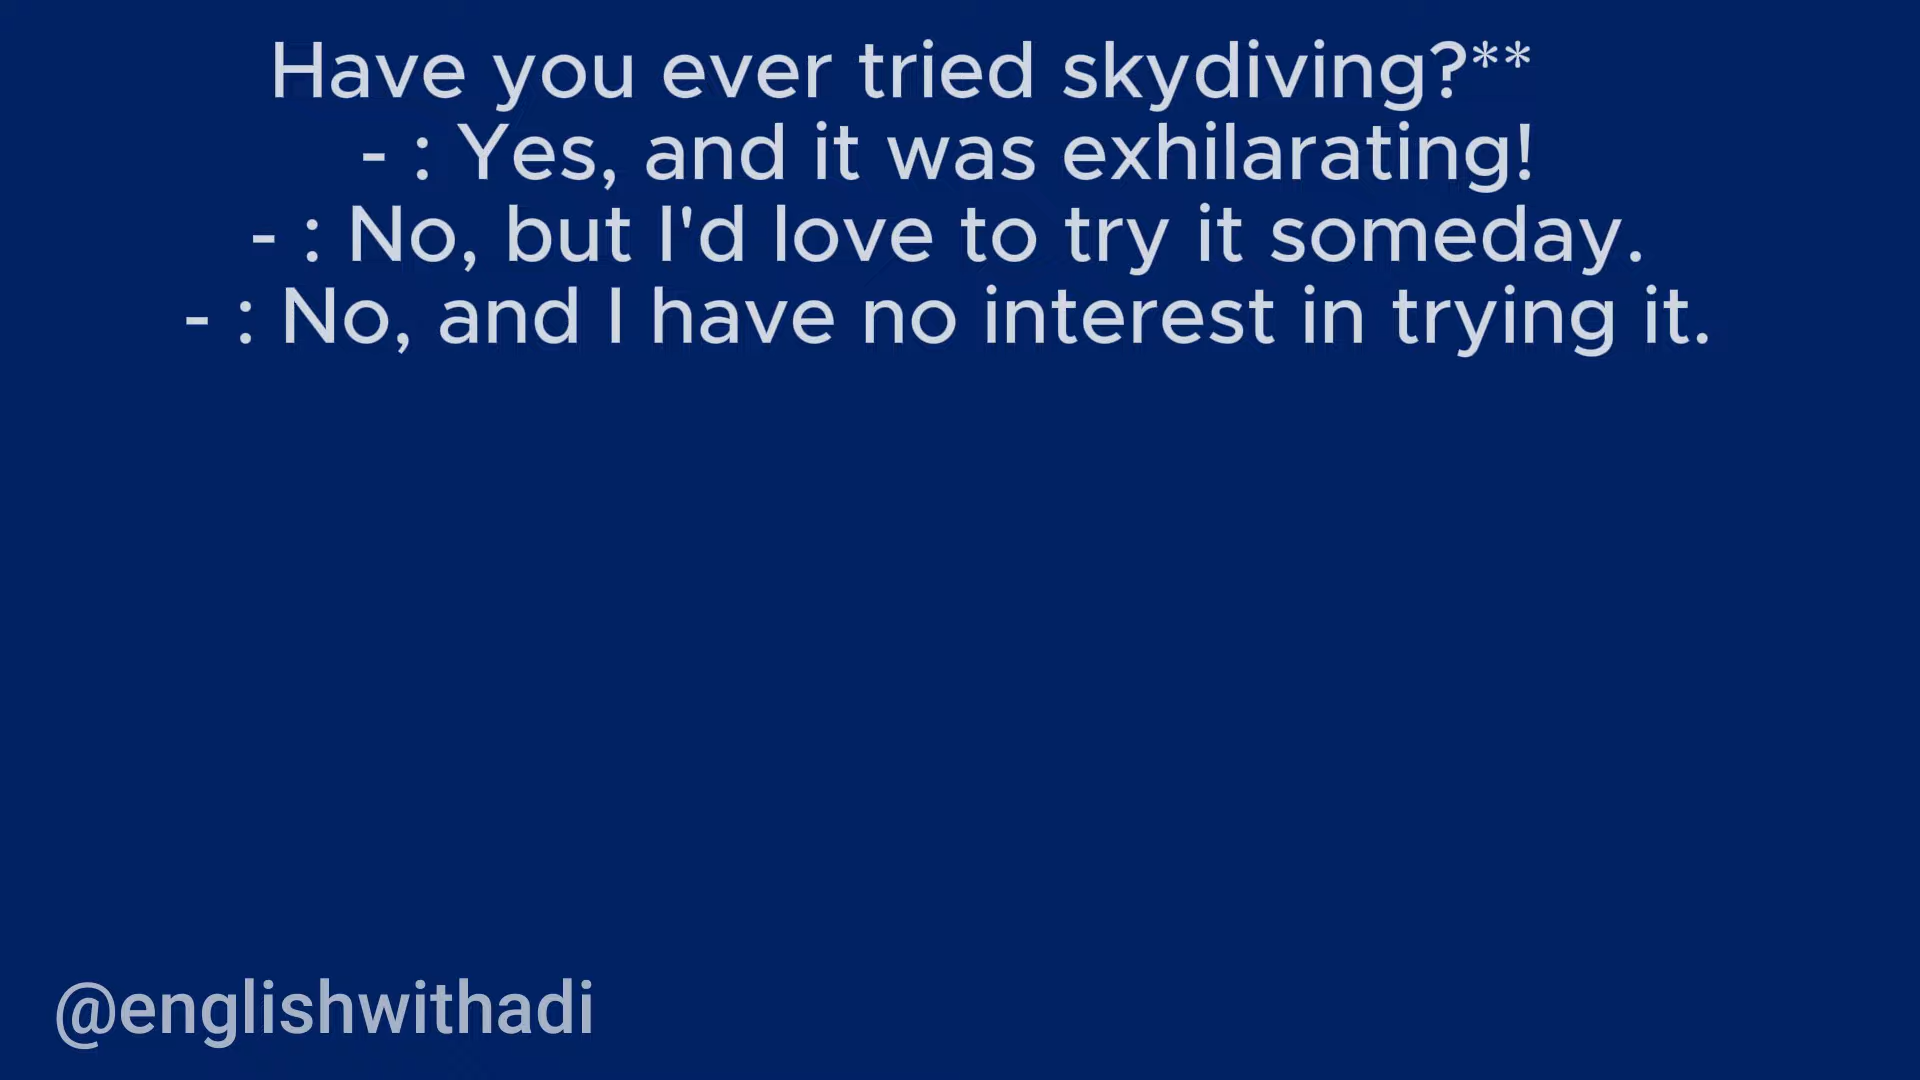 Have you ever tried skydiving?**
- : Yes, and it was exhilarating!
- : No, but I'd love to try it someday.
- : No, and I have no interest in trying it.
@englishwithadi